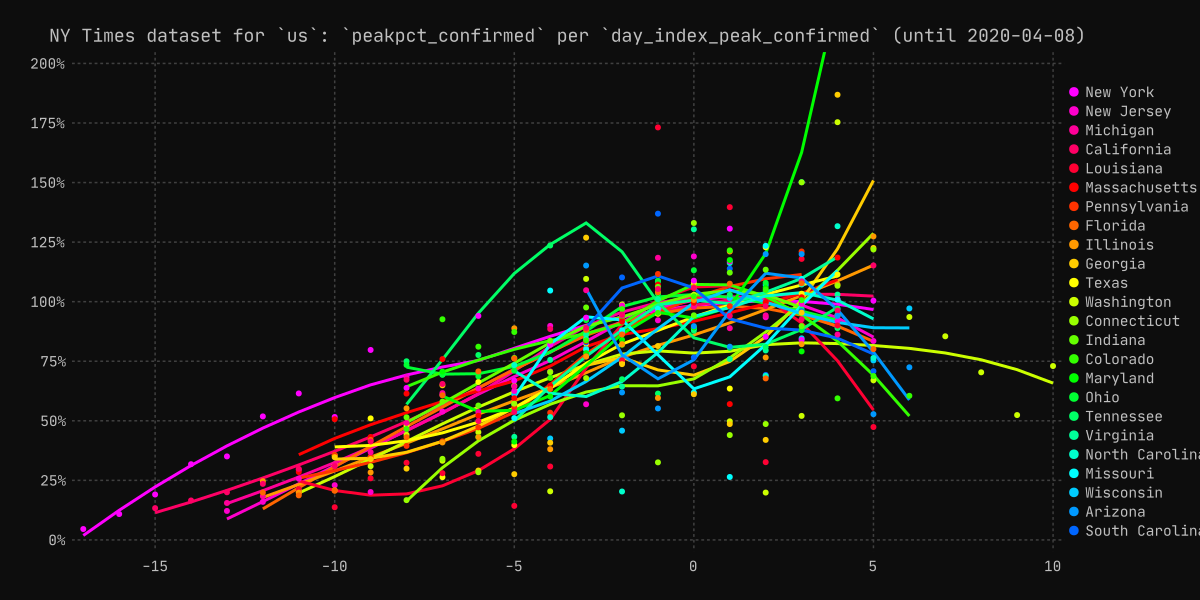 NY Times dataset for `us`: `peakpct_confirmed` per `day_index_peak_confirmed` (until 2020-04-08)
200%
175%
150%
125%
100%
75%
50%
25%
0%
-15
-10
-5
0
5
10
New York
New Jersey
Michigan
California
Louisiana
Massachusetts
Pennsylvania
Florida
Illinois
Georgia
Texas
Washington
Connecticut
Indiana
Colorado
Maryland
Ohio
Tennessee
Virginia
North Carolina
Missouri
Wisconsin
Arizona
South Carolina